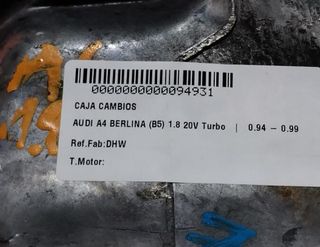 0000000000094931
CAJA CAMBIOS
AUDI A4 BERLINA (B5) 1.8 20V Turbo | 0.94 – 0.99
Ref.Fab:DHW
T.Motor: